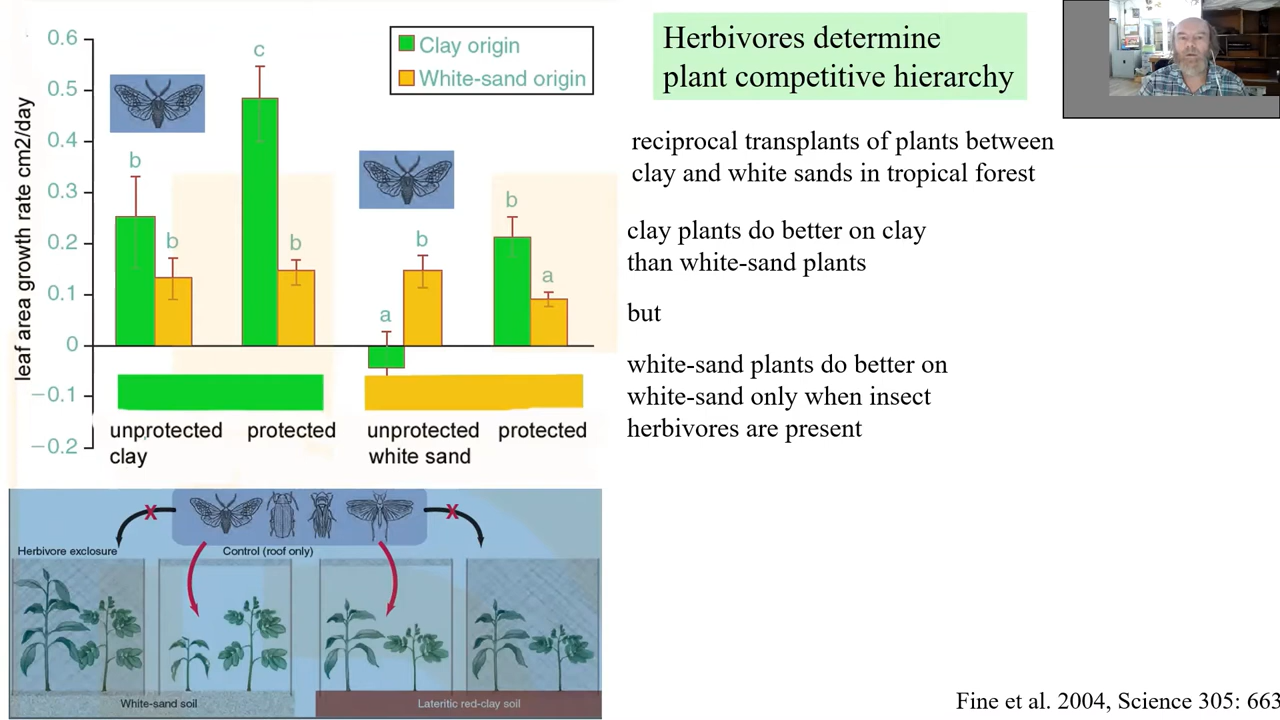 0.6
0.5
0.4
0.3
0.2
0.1
0
−0.1
−0.2
leaf area growth rate cm2/day
Clay origin
White-sand origin
b
b
c
b
a
b
b
a
unprotected
clay
protected
unprotected
white sand
protected
Herbivores determine
plant competitive hierarchy
reciprocal transplants of plants between
clay and white sands in tropical forest
clay plants do better on clay
than white-sand plants
but
white-sand plants do better on
white-sand only when insect
herbivores are present
X
X
Herbivore exclosure
Control (roof only)
White-sand soil
Lateritic red-clay soil
Fine et al. 2004, Science 305: 663